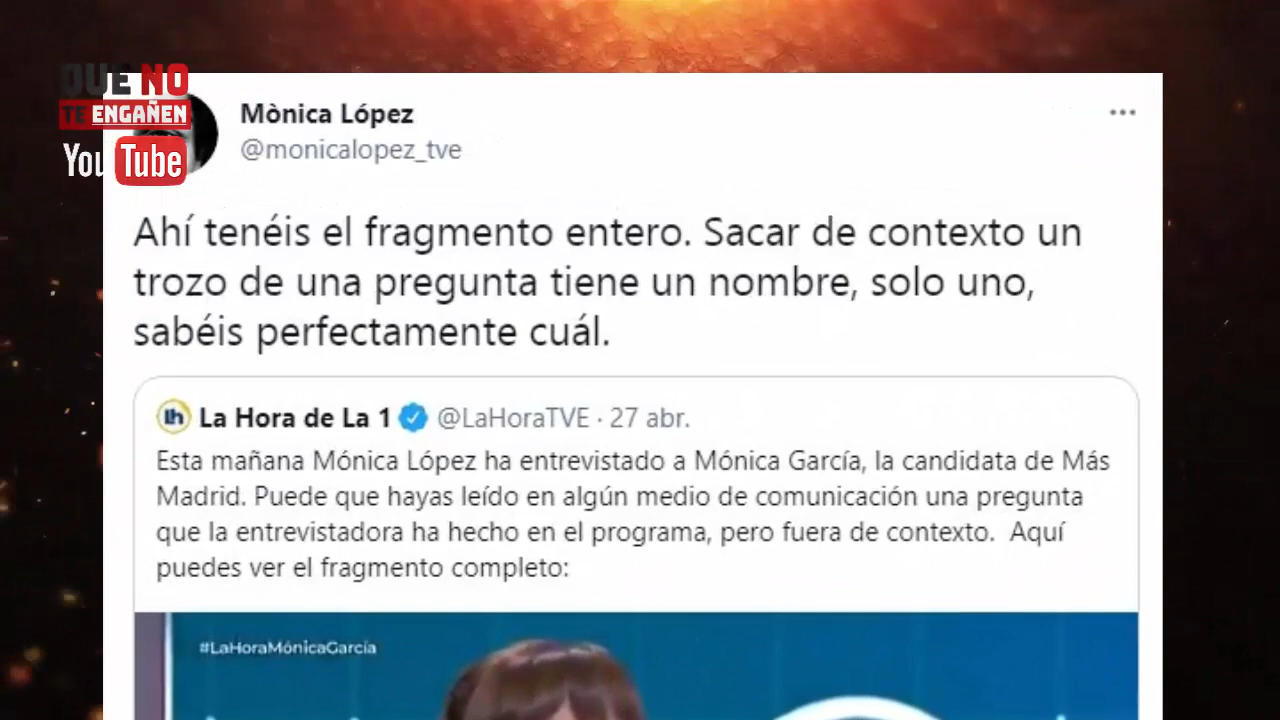 QUE NO
TE ENGAÑEN
YouTube
Mònica López
@monicalopez_tve
Ahí tenéis el fragmento entero. Sacar de contexto un
trozo de una pregunta tiene un nombre, solo uno,
sabéis perfectamente cuál.
lh La Hora de La 1 @LaHoraTVE · 27 abr.
Esta mañana Mónica López ha entrevistado a Mónica García, la candidata de Más
Madrid. Puede que hayas leído en algún medio de comunicación una pregunta
que la entrevistadora ha hecho en el programa, pero fuera de contexto. Aquí
puedes ver el fragmento completo:
#LaHoraMónicaGarcía